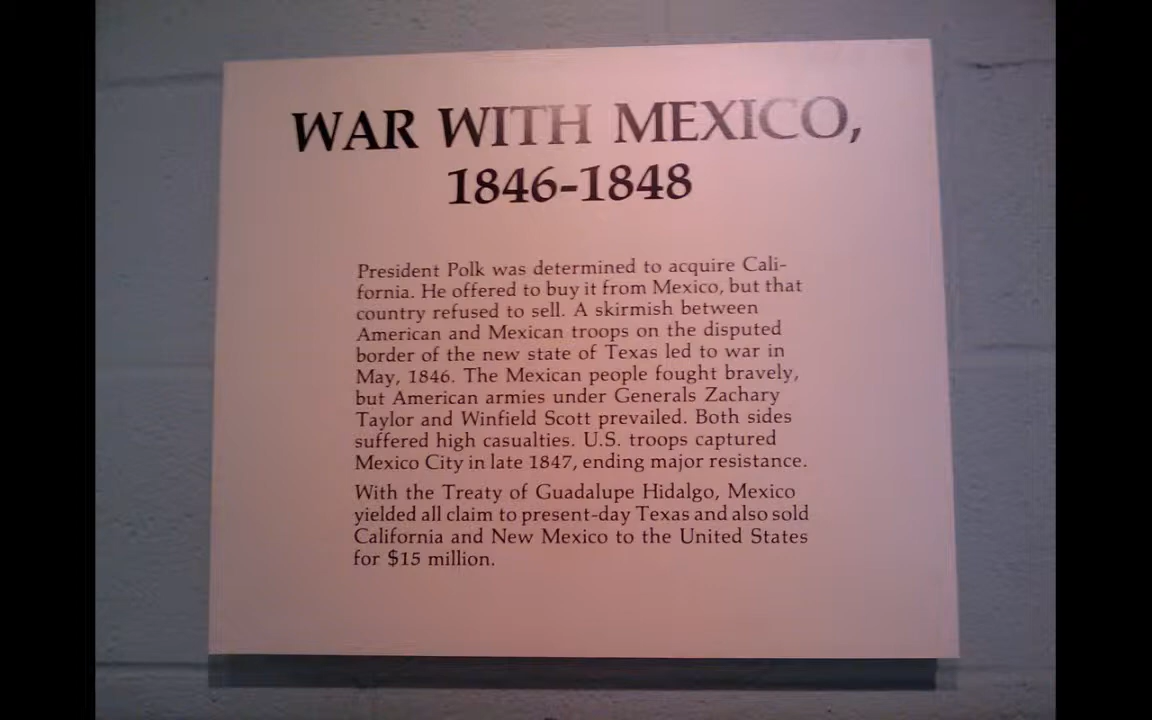 WAR WITH MEXICO,
1846-1848
President Polk was determined to acquire Cali-
fornia. He offered to buy it from Mexico, but that
country refused to sell. A skirmish between
American and Mexican troops on the disputed
border of the new state of Texas led to war in
May, 1846. The Mexican people fought bravely,
but American armies under Generals Zachary
Taylor and Winfield Scott prevailed. Both sides
suffered high casualties. U.S. troops captured
Mexico City in late 1847, ending major resistance.
With the Treaty of Guadalupe Hidalgo, Mexico
yielded all claim to present-day Texas and also sold
California and New Mexico to the United States
for $15 million.